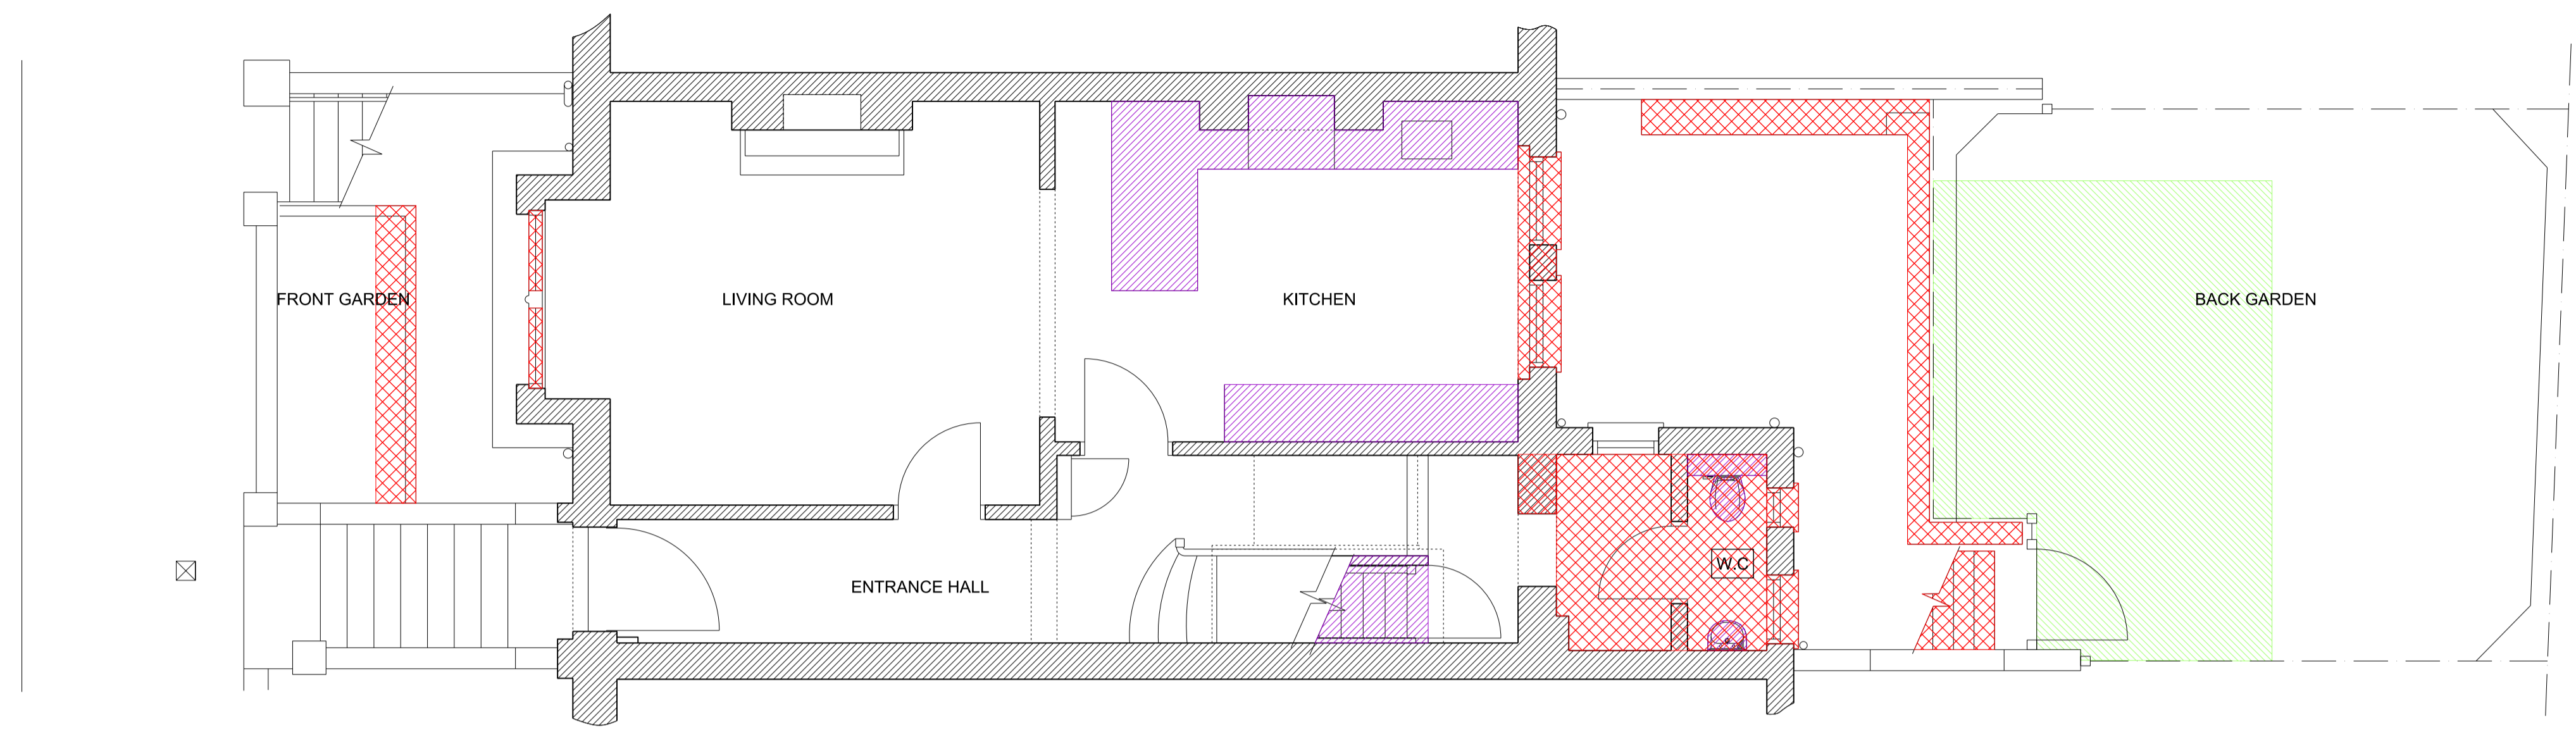 FRONT GARDEN
LIVING ROOM
KITCHEN
BACK GARDEN
W.C
ENTRANCE HALL